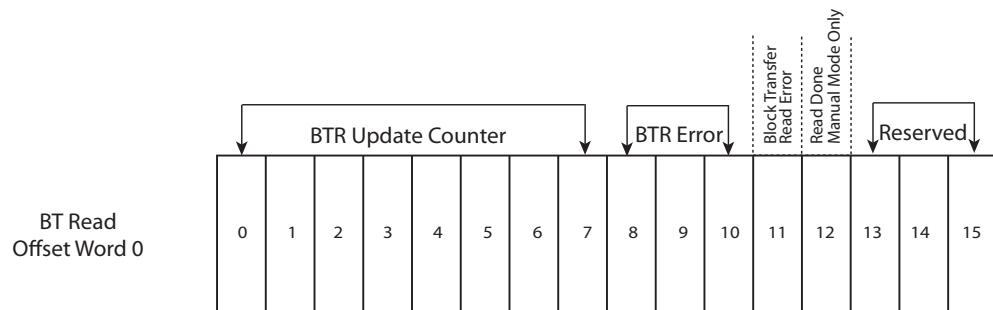 Block Transfer
Read Error
Read Done
Manual Mode Only
BTR Update Counter
BTR Error
Reserved
BT Read
Offset Word 0
0 1 2 3 4 5 6 7 8 9 10 11 12 13 14 15